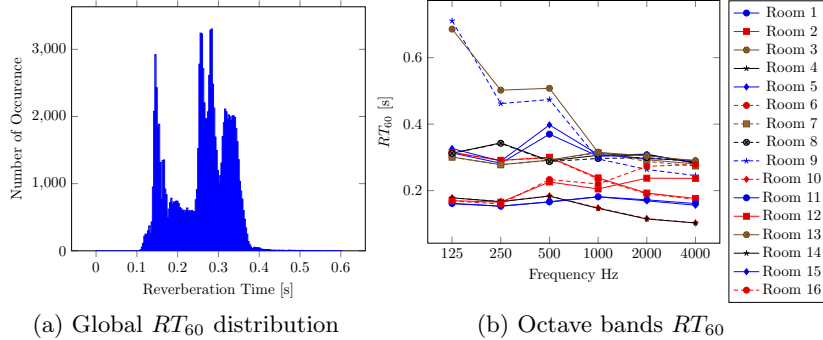 3,000
2,000
1,000
0
Number of Occurence
0 0.1 0.2 0.3 0.4 0.5 0.6
Reverberation Time [s]
(a) Global RT60 distribution
0.6
0.4
0.2
RT60 [s]
125 250 500 1000 2000 4000
Frequency Hz
(b) Octave bands RT60
Room 1
Room 2
Room 3
Room 4
Room 5
Room 6
Room 7
Room 8
Room 9
Room 10
Room 11
Room 12
Room 13
Room 14
Room 15
Room 16